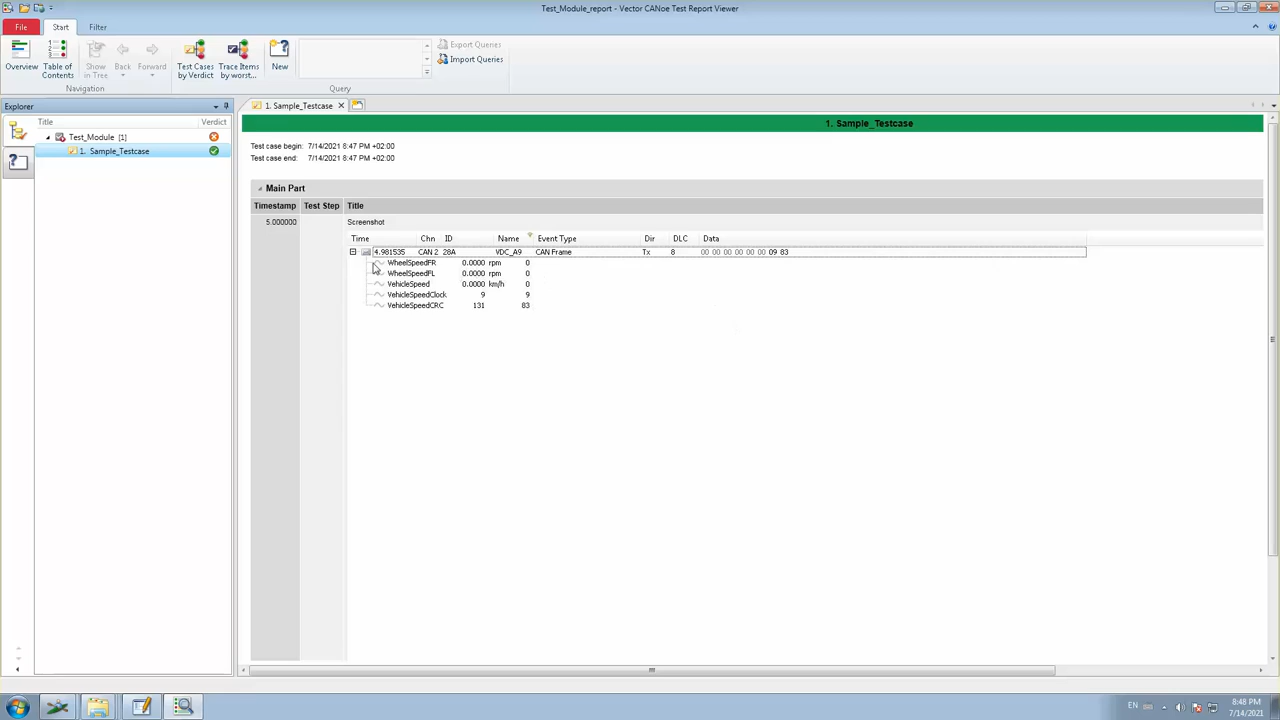 Test_Module_report - Vector CANoe Test Report Viewer
File Start Filter
Overview Table of Contents Show in Tree Back Forward Test Cases by Verdict Trace Items by worst... New Export Queries
Import Queries
Navigation Query
Explorer 1. Sample_Testcase
Title Verdict
Test_Module [1]
1. Sample_Testcase
1. Sample_Testcase
Test case begin: 7/14/2021 8:47 PM +02:00
Test case end: 7/14/2021 8:47 PM +02:00
Main Part
Timestamp Test Step Title
5.000000 Screenshot
Time Chn ID Name Event Type Dir DLC Data
4.981535 CAN 2 28A VDC_A9 CAN Frame Tx 8 00 00 00 00 00 00 09 83
WheelSpeedFR 0.0000 rpm 0
WheelSpeedFL 0.0000 rpm 0
VehicleSpeed 0.0000 km/h 0
VehicleSpeedClock 9 9
VehicleSpeedCRC 131 83
EN 8:48 PM
7/14/2021